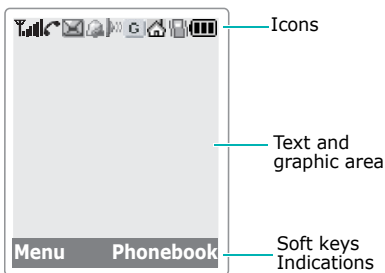 G
Icons
Text and
graphic area
Menu Phonebook
Soft keys
Indications